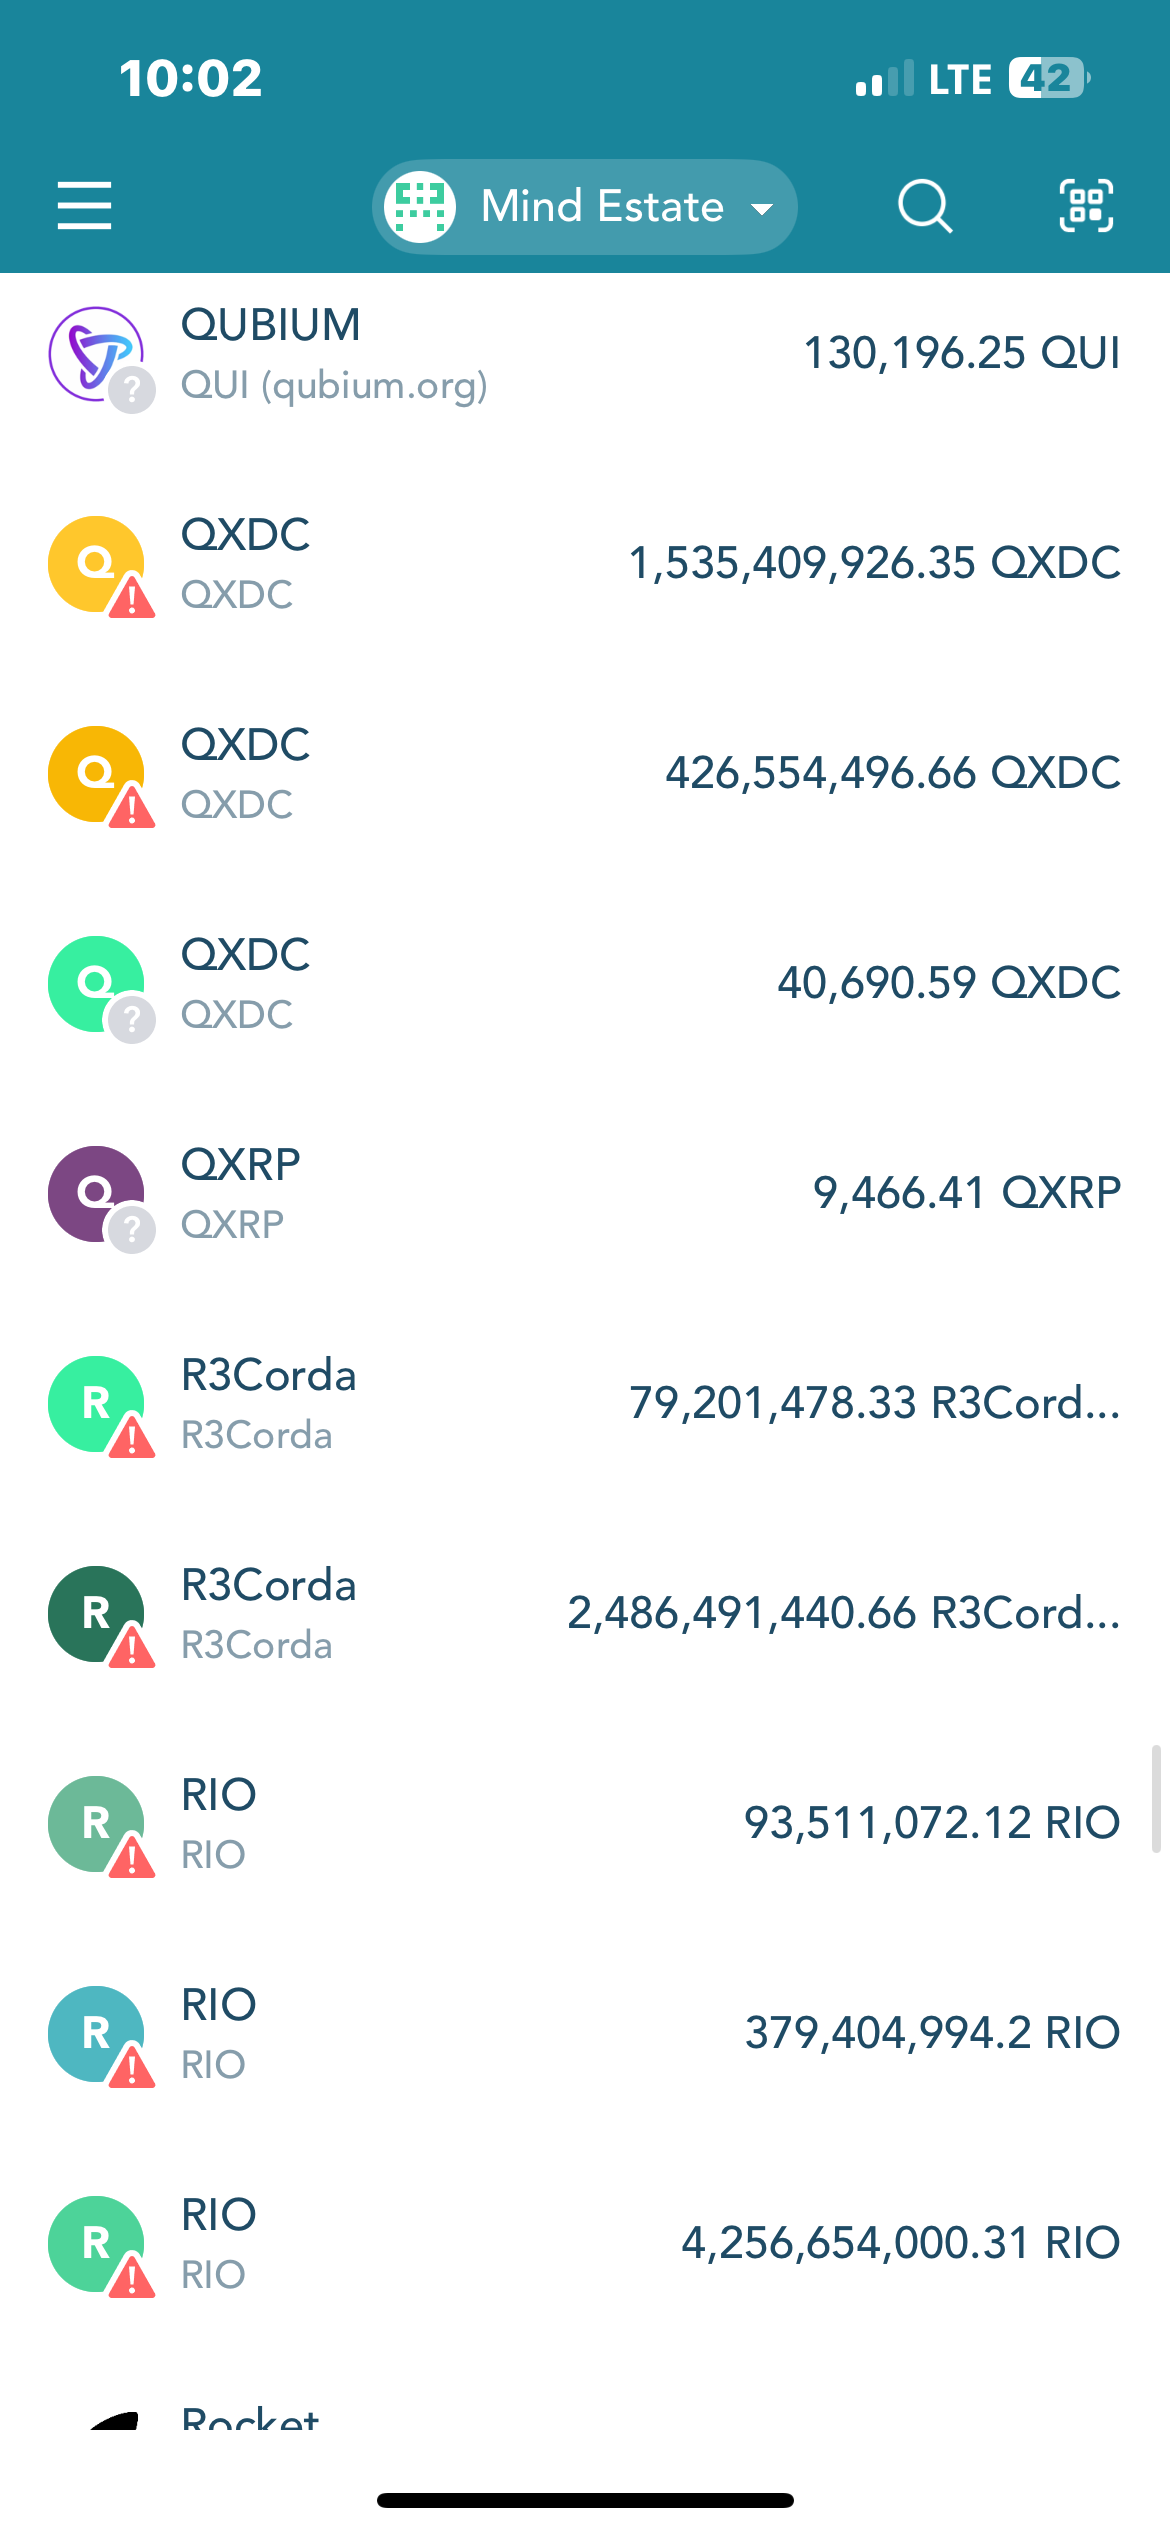 10:02
LTE 42
Mind Estate
QUBIUM
130,196.25 QUI
QUI (qubium.org)
?
Q
QXDC
1,535,409,926.35 QXDC
QXDC
!
Q
QXDC
426,554,496.66 QXDC
QXDC
!
Q
QXDC
40,690.59 QXDC
QXDC
?
Q
QXRP
9,466.41 QXRP
QXRP
?
R
R3Corda
79,201,478.33 R3Cord...
R3Corda
!
R
R3Corda
2,486,491,440.66 R3Cord...
R3Corda
!
R
RIO
93,511,072.12 RIO
RIO
!
R
RIO
379,404,994.2 RIO
RIO
!
R
RIO
4,256,654,000.31 RIO
RIO
!
Rocket